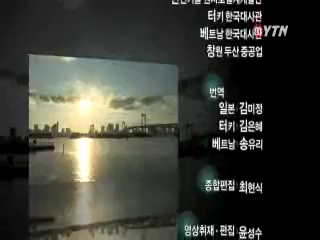 YTN
터키 한국대사관
베트남 한국대사관
창원 두산 중공업
번역
일본 김미정
터키 김은혜
베트남 송유리
종합편집 최현식
영상취재·편집 윤성수